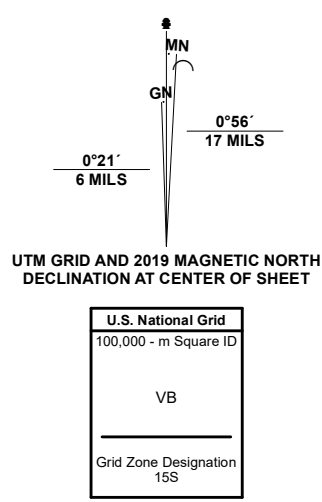 MN
GN
0°56´
17 MILS
0°21´
6 MILS
UTM GRID AND 2019 MAGNETIC NORTH
DECLINATION AT CENTER OF SHEET
U.S. National Grid
100,000 - m Square ID
VB
Grid Zone Designation
15S